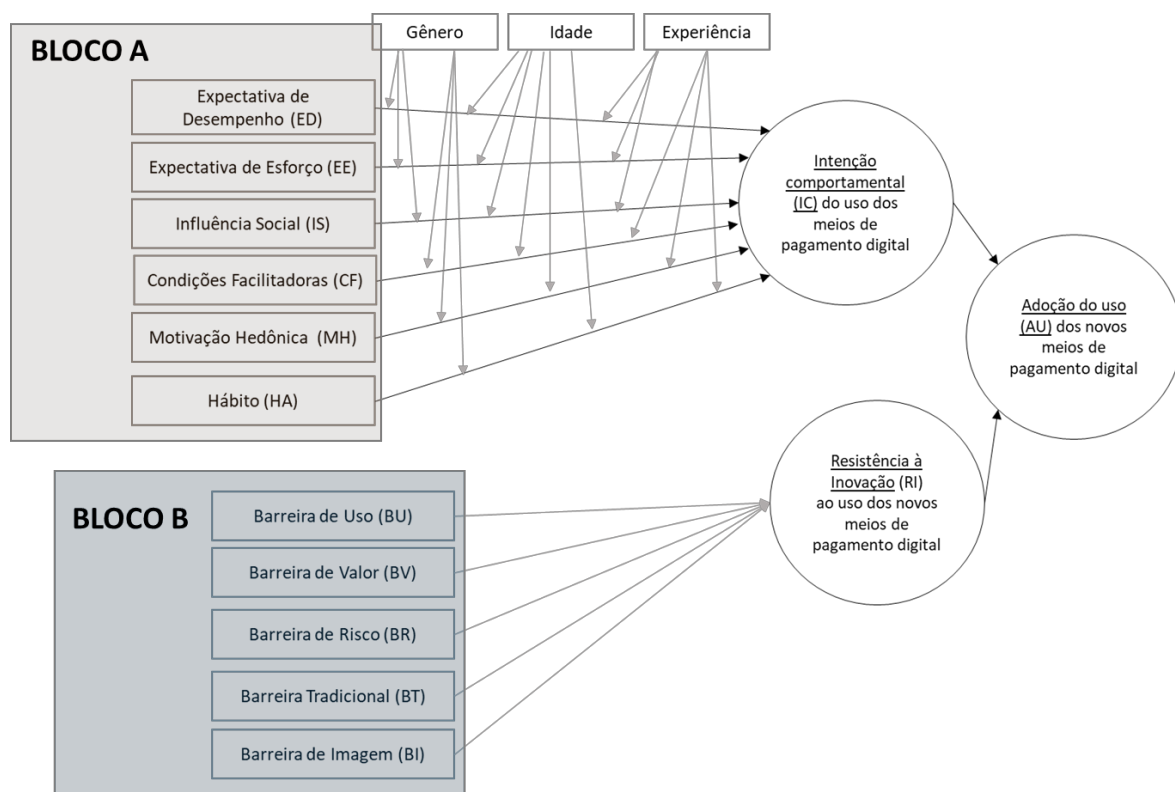 Gênero
Idade
Experiência
BLOCO A
Expectativa de
Desempenho (ED)
Expectativa de Esforço (EE)
Influência Social (IS)
Condições Facilitadoras (CF)
Motivação Hedônica (MH)
Hábito (HA)
Intenção
comportamental
(IC) do uso dos
meios de
pagamento digital
Adoção do uso
(AU) dos novos
meios de
pagamento digital
BLOCO B
Barreira de Uso (BU)
Barreira de Valor (BV)
Barreira de Risco (BR)
Barreira Tradicional (BT)
Barreira de Imagem (BI)
Resistência à
Inovação (RI)
ao uso dos novos
meios de
pagamento digital